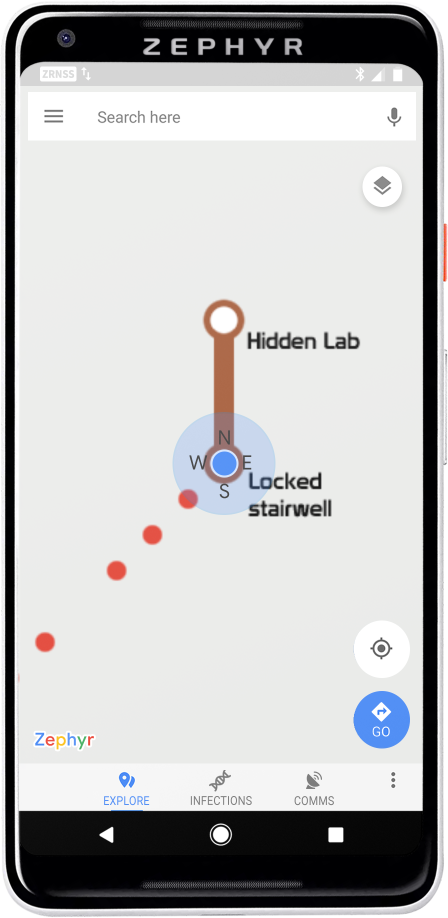 ZEPHYR
ZRNSS
Search here
Hidden Lab
N
W E
S
Locked
stairwell
Zephyr
GO
EXPLORE INFECTIONS COMMS